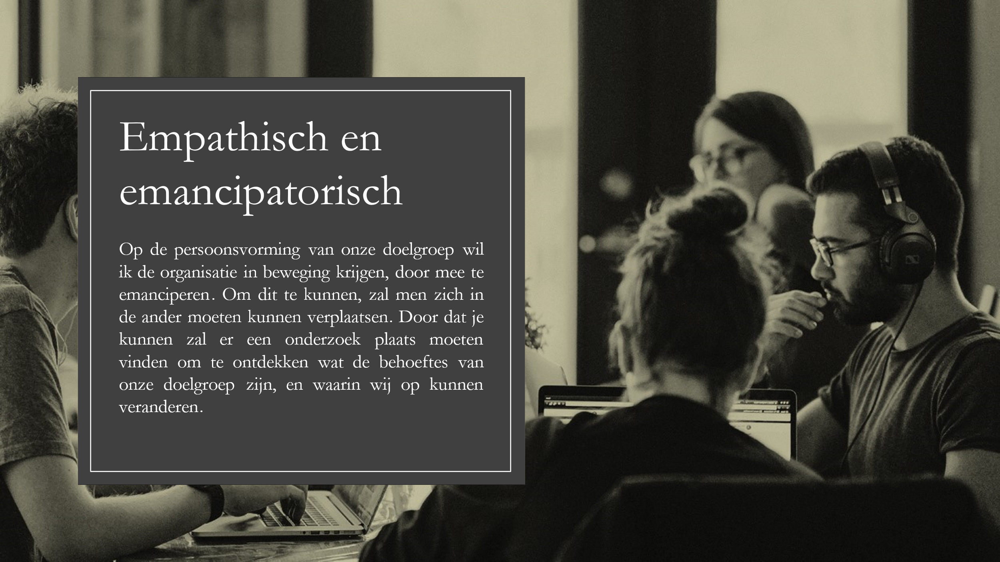 Empathisch en
emancipatorisch
Op de persoonsvorming van onze doelgroep wil
ik de organisatie in beweging krijgen, door mee te
emanciperen. Om dit te kunnen, zal men zich in
de ander moeten kunnen verplaatsen. Door dat je
kunnen zal er een onderzoek plaats moeten
vinden om te ontdekken wat de behoeftes van
onze doelgroep zijn, en waarin wij op kunnen
veranderen.